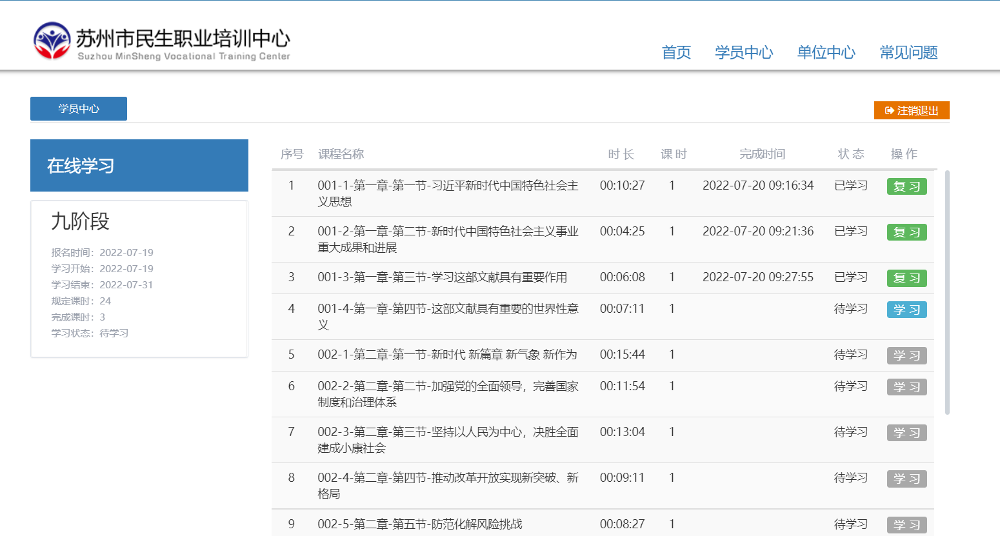 苏州市民生职业培训中心
Suzhou MinSheng Vocational Training Center
首页 学员中心 单位中心 常见问题
学员中心
注销退出
在线学习
九阶段
报名时间：2022-07-19
学习开始：2022-07-19
学习结束：2022-07-31
规定课时：24
完成课时：3
学习状态：待学习
序号 课程名称 时 长 课 时 完成时间 状 态 操 作
1 001-1-第一章-第一节-习近平新时代中国特色社会主 00:10:27 1 2022-07-20 09:16:34 已学习 复 习
义思想
2 001-2-第一章-第二节-新时代中国特色社会主义事业 00:04:25 1 2022-07-20 09:21:36 已学习 复 习
重大成果和进展
3 001-3-第一章-第三节-学习这部文献具有重要作用 00:06:08 1 2022-07-20 09:27:55 已学习 复 习
4 001-4-第一章-第四节-这部文献具有重要的世界性意 00:07:11 1 待学习 学 习
义
5 002-1-第二章-第一节-新时代 新篇章 新气象 新作为 00:15:44 1 待学习 学 习
6 002-2-第二章-第二节-加强党的全面领导，完善国家 00:11:54 1 待学习 学 习
制度和治理体系
7 002-3-第二章-第三节-坚持以人民为中心，决胜全面 00:13:04 1 待学习 学 习
建成小康社会
8 002-4-第二章-第四节-推动改革开放实现新突破、新 00:09:11 1 待学习 学 习
格局
9 002-5-第二章-第五节-防范化解风险挑战 00:08:27 1 待学习 学 习